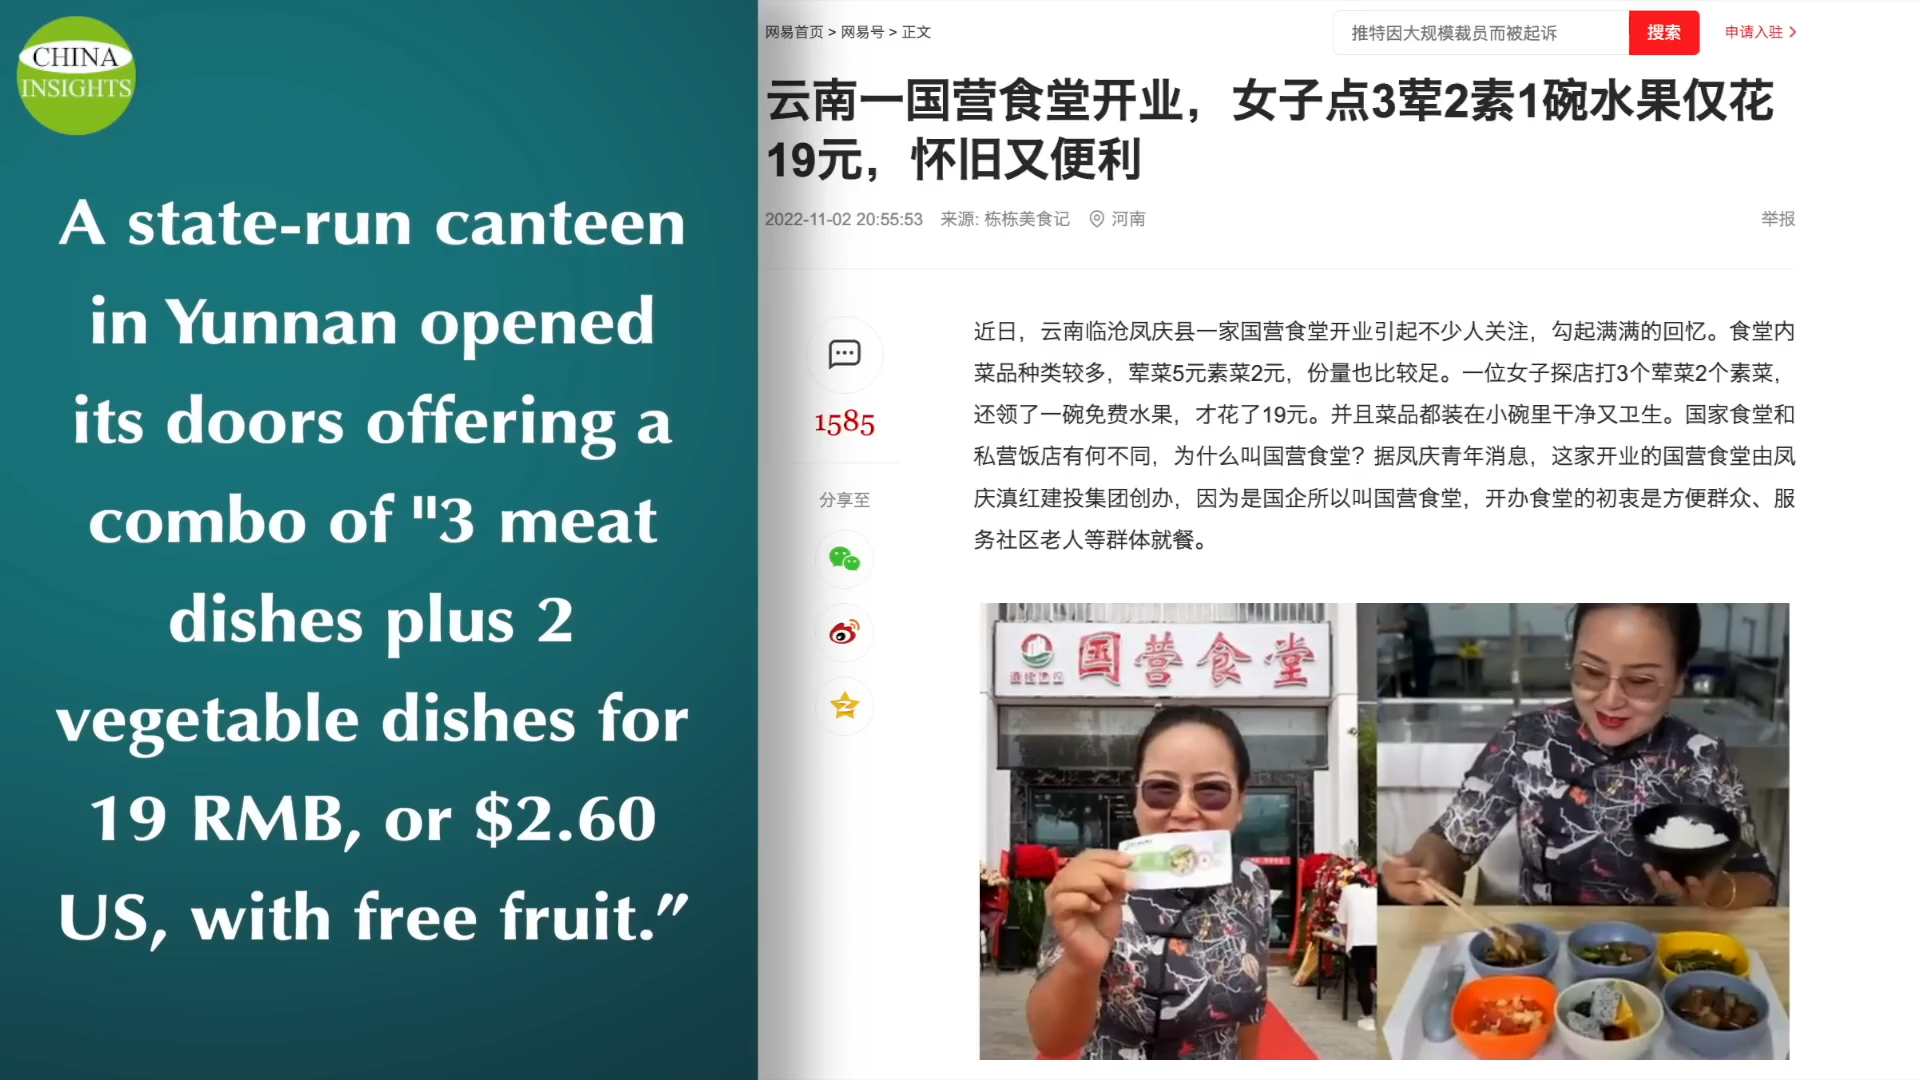 CHINA
INSIGHTS
A state-run canteen
in Yunnan opened
its doors offering a
combo of "3 meat
dishes plus 2
vegetable dishes for
19 RMB, or $2.60
US, with free fruit.”
网易首页 > 网易号 > 正文
推特因大规模裁员而被起诉
搜索
申请入驻 >
云南一国营食堂开业，女子点3荤2素1碗水果仅花
19元，怀旧又便利
2022-11-02 20:55:53 来源: 栋栋美食记 河南
举报
1585
分享至
近日，云南临沧凤庆县一家国营食堂开业引起不少人关注，勾起满满的回忆。食堂内
菜品种类较多，荤菜5元素菜2元，份量也比较足。一位女子探店打3个荤菜2个素菜，
还领了一碗免费水果，才花了19元。并且菜品都装在小碗里干净又卫生。国家食堂和
私营饭店有何不同，为什么叫国营食堂？据凤庆青年消息，这家开业的国营食堂由凤
庆滇红建投集团创办，因为是国企所以叫国营食堂，开办食堂的初衷是方便群众、服
务社区老人等群体就餐。
国营食堂